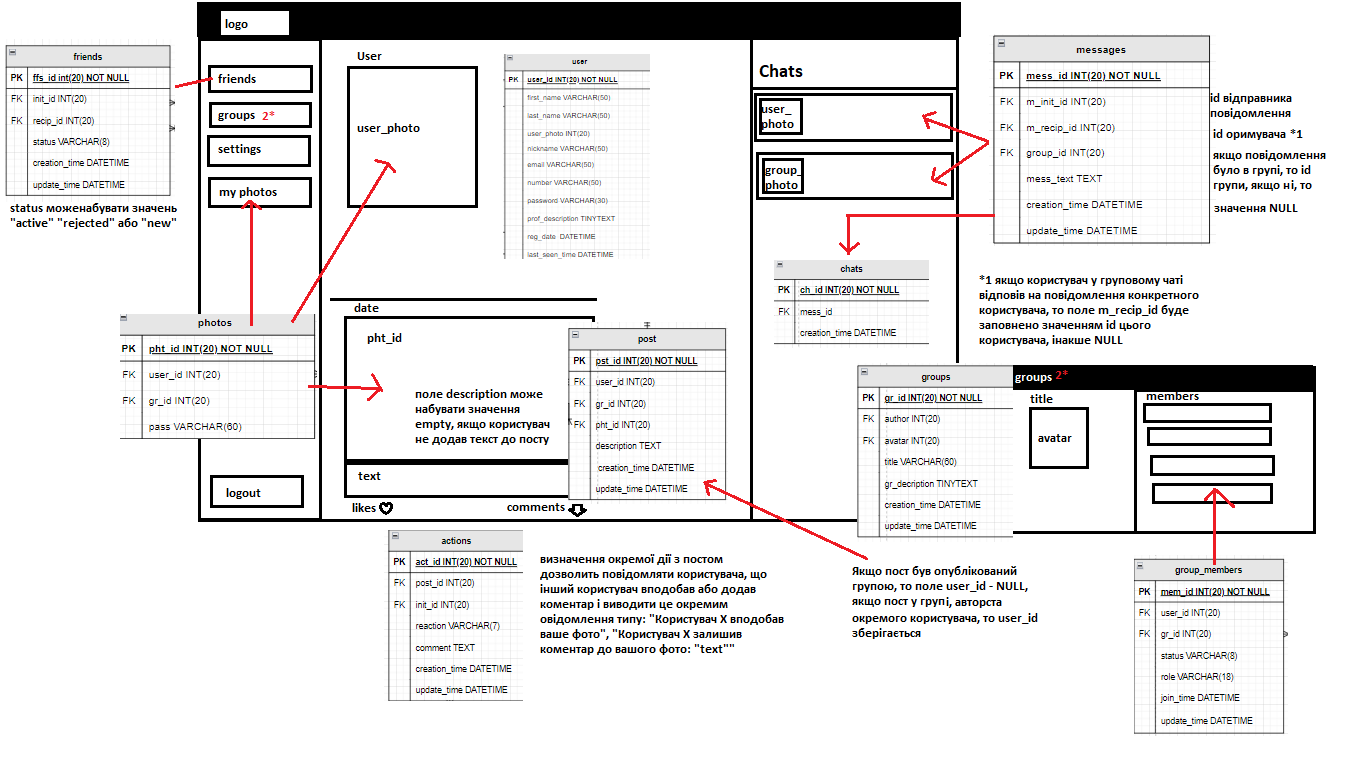 logo
friends
PK ffs_id int(20) NOT NULL
FK init_id INT(20)
FK recip_id INT(20)
status VARCHAR(8)
creation_time DATETIME
update_time DATETIME
status моженабувати значень
"active" "rejected" або "new"
friends
groups 2*
settings
my photos
logout
User
user_photo
user
PK user_id INT(20) NOT NULL
first_name VARCHAR(50)
last_name VARCHAR(50)
user_photo INT(20)
nickname VARCHAR(50)
email VARCHAR(50)
number VARCHAR(50)
password VARCHAR(30)
prof_description TINYTEXT
reg_date DATETIME
last_seen_time DATETIME
Chats
user_
photo
group_
photo
messages
PK mess_id INT(20) NOT NULL
FK m_init_id INT(20)
FK m_recip_id INT(20)
FK group_id INT(20)
mess_text TEXT
creation_time DATETIME
update_time DATETIME
id відправника
повідомлення
id оримувача *1
якщо повідомлення
було в групі, то id
групи, якщо ні, то
значення NULL
chats
PK ch_id INT(20) NOT NULL
FK mess_id
creation_time DATETIME
*1 якщо користувач у груповому чаті
відповів на повідомлення конкретного
користувача, то поле m_recip_id буде
заповнено значенням id цього
користувача, інакше NULL
photos
PK pht_id INT(20) NOT NULL
FK user_id INT(20)
FK gr_id INT(20)
pass VARCHAR(60)
date
pht_id
поле description може
набувати значення
empty, якщо користувач
не додав текст до посту
text
likes
comments
post
PK pst_id INT(20) NOT NULL
FK user_id INT(20)
FK gr_id INT(20)
FK pht_id INT(20)
description TEXT
creation_time DATETIME
update_time DATETIME
groups
PK gr_id INT(20) NOT NULL
FK author INT(20)
FK avatar INT(20)
title VARCHAR(60)
gr_decription TINYTEXT
creation_time DATETIME
update_time DATETIME
groups 2*
title
avatar
members
actions
PK act_id INT(20) NOT NULL
FK post_id INT(20)
FK init_id INT(20)
reaction VARCHAR(7)
comment TEXT
creation_time DATETIME
update_time DATETIME
визначення окремої дії з постом
дозволить повідомляти користувача, що
інший користувач вподобав або додав
коментар і виводити це окремим
овідомлення типу: "Користувач X вподобав
ваше фото", "Користувач X залишив
коментар до вашого фото: "text""
Якщо пост був опублікований
групою, то поле user_id - NULL,
якщо пост у групі, авторста
окремого користувача, то user_id
зберігається
group_members
PK mem_id INT(20) NOT NULL
FK user_id INT(20)
FK gr_id INT(20)
status VARCHAR(8)
role VARCHAR(18)
join_time DATETIME
update_time DATETIME